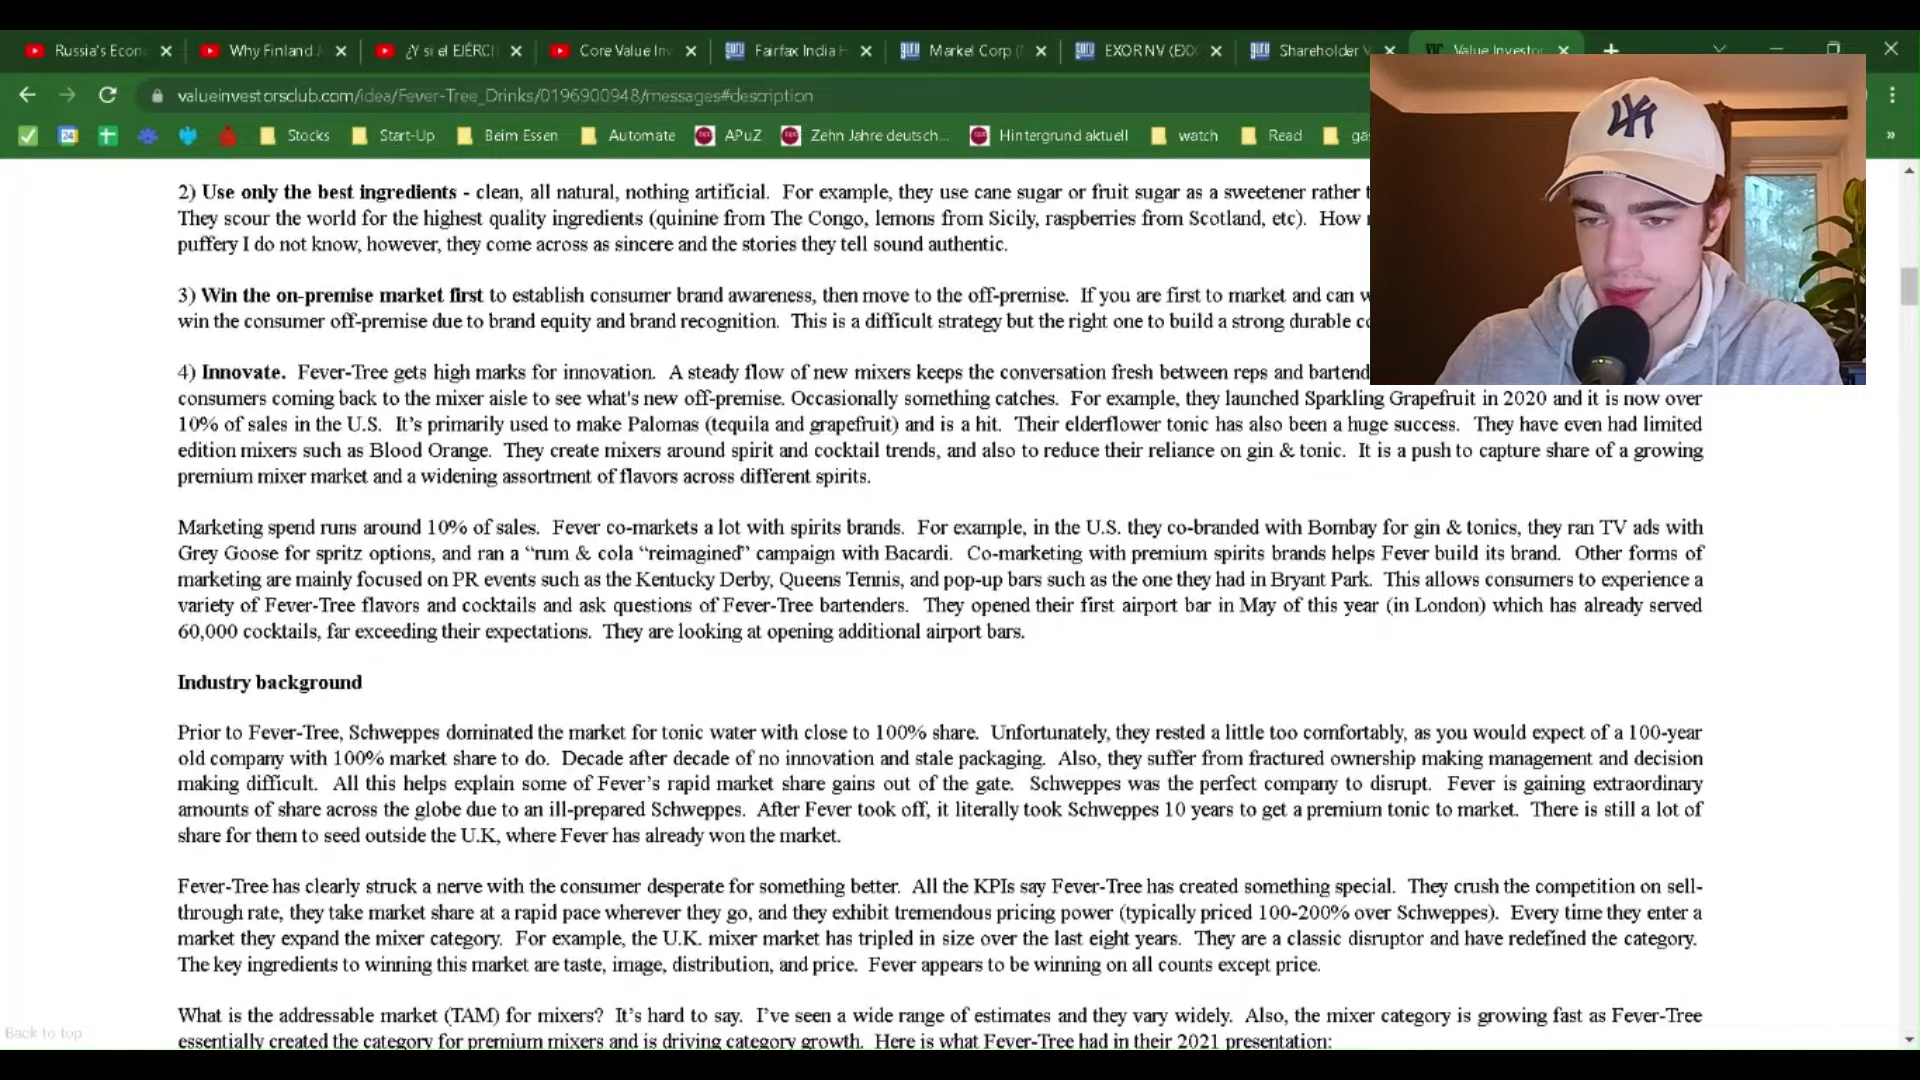 Russia's Econ
Why Finland J
¿Y si el EJÉRCI
Core Value Inv
Fairfax India H
Markel Corp (
EXOR NV (EXX
Shareholder V
Value Investor
valueinvestorsclub.com/idea/Fever-Tree_Drinks/0196900948/messages#description
24
Stocks
Start-Up
Beim Essen
Automate
APuZ
Zehn Jahre deutsch...
Hintergrund aktuell
watch
Read
gas
»
2) Use only the best ingredients - clean, all natural, nothing artificial. For example, they use cane sugar or fruit sugar as a sweetener rather
They scour the world for the highest quality ingredients (quinine from The Congo, lemons from Sicily, raspberries from Scotland, etc). How
puffery I do not know, however, they come across as sincere and the stories they tell sound authentic.
3) Win the on-premise market first to establish consumer brand awareness, then move to the off-premise. If you are first to market and can
win the consumer off-premise due to brand equity and brand recognition. This is a difficult strategy but the right one to build a strong durable
4) Innovate. Fever-Tree gets high marks for innovation. A steady flow of new mixers keeps the conversation fresh between reps and bartend
consumers coming back to the mixer aisle to see what's new off-premise. Occasionally something catches. For example, they launched Sparkling Grapefruit in 2020 and it is now over
10% of sales in the U.S. It's primarily used to make Palomas (tequila and grapefruit) and is a hit. Their elderflower tonic has also been a huge success. They have even had limited
edition mixers such as Blood Orange. They create mixers around spirit and cocktail trends, and also to reduce their reliance on gin & tonic. It is a push to capture share of a growing
premium mixer market and a widening assortment of flavors across different spirits.
Marketing spend runs around 10% of sales. Fever co-markets a lot with spirits brands. For example, in the U.S. they co-branded with Bombay for gin & tonics, they ran TV ads with
Grey Goose for spritz options, and ran a “rum & cola “reimagined” campaign with Bacardi. Co-marketing with premium spirits brands helps Fever build its brand. Other forms of
marketing are mainly focused on PR events such as the Kentucky Derby, Queens Tennis, and pop-up bars such as the one they had in Bryant Park. This allows consumers to experience a
variety of Fever-Tree flavors and cocktails and ask questions of Fever-Tree bartenders. They opened their first airport bar in May of this year (in London) which has already served
60,000 cocktails, far exceeding their expectations. They are looking at opening additional airport bars.
Industry background
Prior to Fever-Tree, Schweppes dominated the market for tonic water with close to 100% share. Unfortunately, they rested a little too comfortably, as you would expect of a 100-year
old company with 100% market share to do. Decade after decade of no innovation and stale packaging. Also, they suffer from fractured ownership making management and decision
making difficult. All this helps explain some of Fever's rapid market share gains out of the gate. Schweppes was the perfect company to disrupt. Fever is gaining extraordinary
amounts of share across the globe due to an ill-prepared Schweppes. After Fever took off, it literally took Schweppes 10 years to get a premium tonic to market. There is still a lot of
share for them to seed outside the U.K, where Fever has already won the market.
Fever-Tree has clearly struck a nerve with the consumer desperate for something better. All the KPIs say Fever-Tree has created something special. They crush the competition on sell-
through rate, they take market share at a rapid pace wherever they go, and they exhibit tremendous pricing power (typically priced 100-200% over Schweppes). Every time they enter a
market they expand the mixer category. For example, the U.K. mixer market has tripled in size over the last eight years. They are a classic disruptor and have redefined the category.
The key ingredients to winning this market are taste, image, distribution, and price. Fever appears to be winning on all counts except price.
What is the addressable market (TAM) for mixers? It's hard to say. I've seen a wide range of estimates and they vary widely. Also, the mixer category is growing fast as Fever-Tree
Back to top
essentially created the category for premium mixers and is driving category growth. Here is what Fever-Tree had in their 2021 presentation: